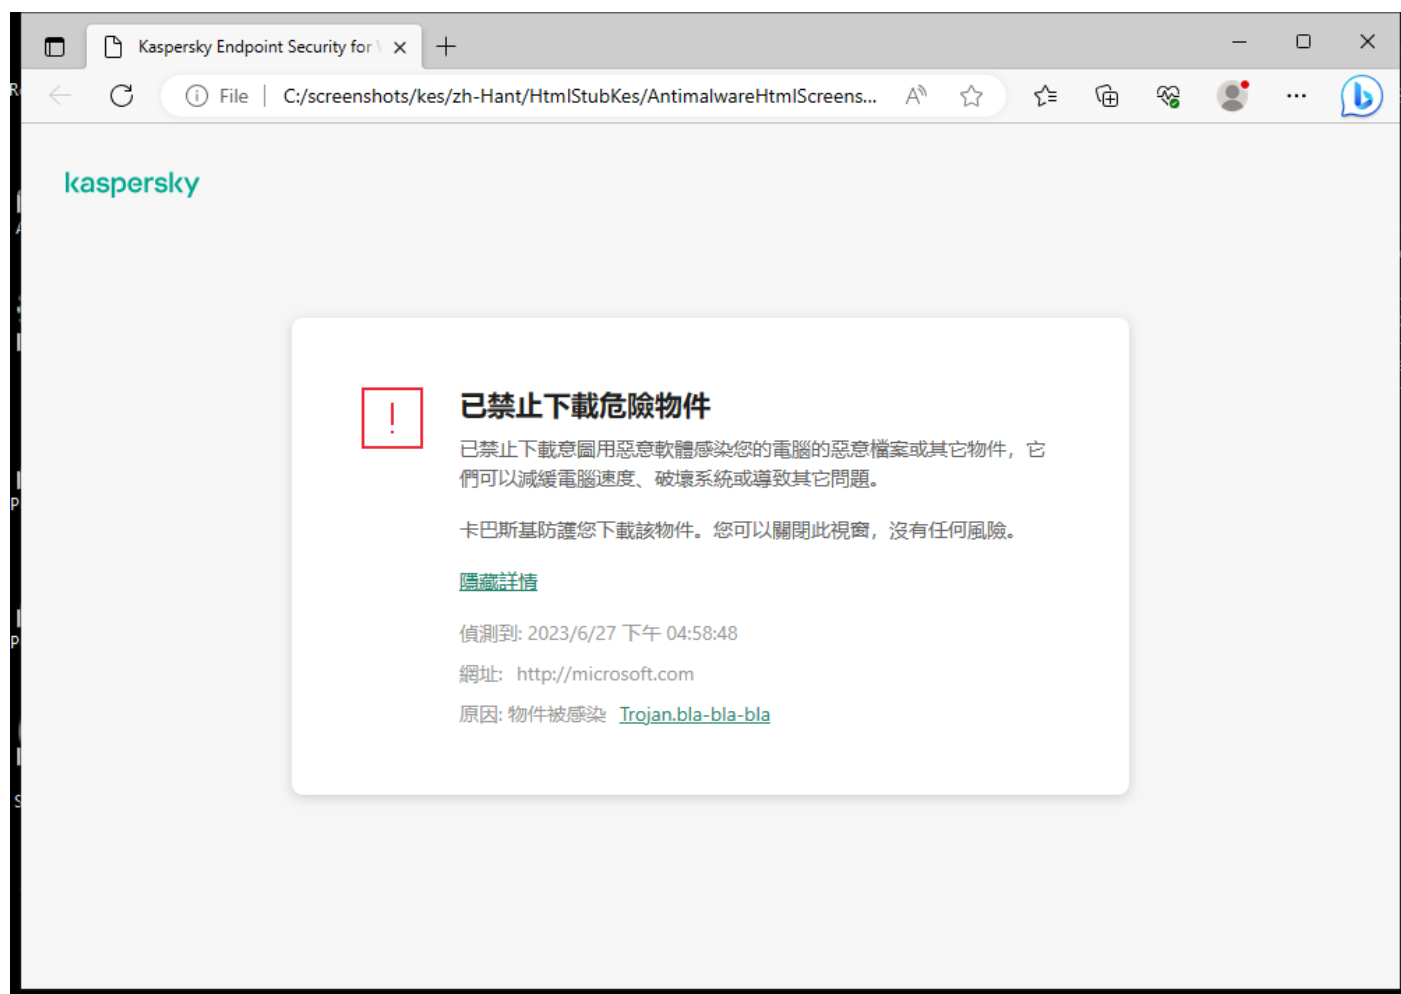 Kaspersky Endpoint Security for
File
C:/screenshots/kes/zh-Hant/HtmlStubKes/AntimalwareHtmlScreens...
kaspersky
已禁止下載危險物件
已禁止下載意圖用惡意軟體感染您的電腦的惡意檔案或其它物件，它
們可以減緩電腦速度、破壞系統或導致其它問題。
卡巴斯基防護您下載該物件。您可以關閉此視窗，沒有任何風險。
隱藏詳情
偵測到: 2023/6/27 下午 04:58:48
網址: http://microsoft.com
原因: 物件被感染 Trojan.bla-bla-bla